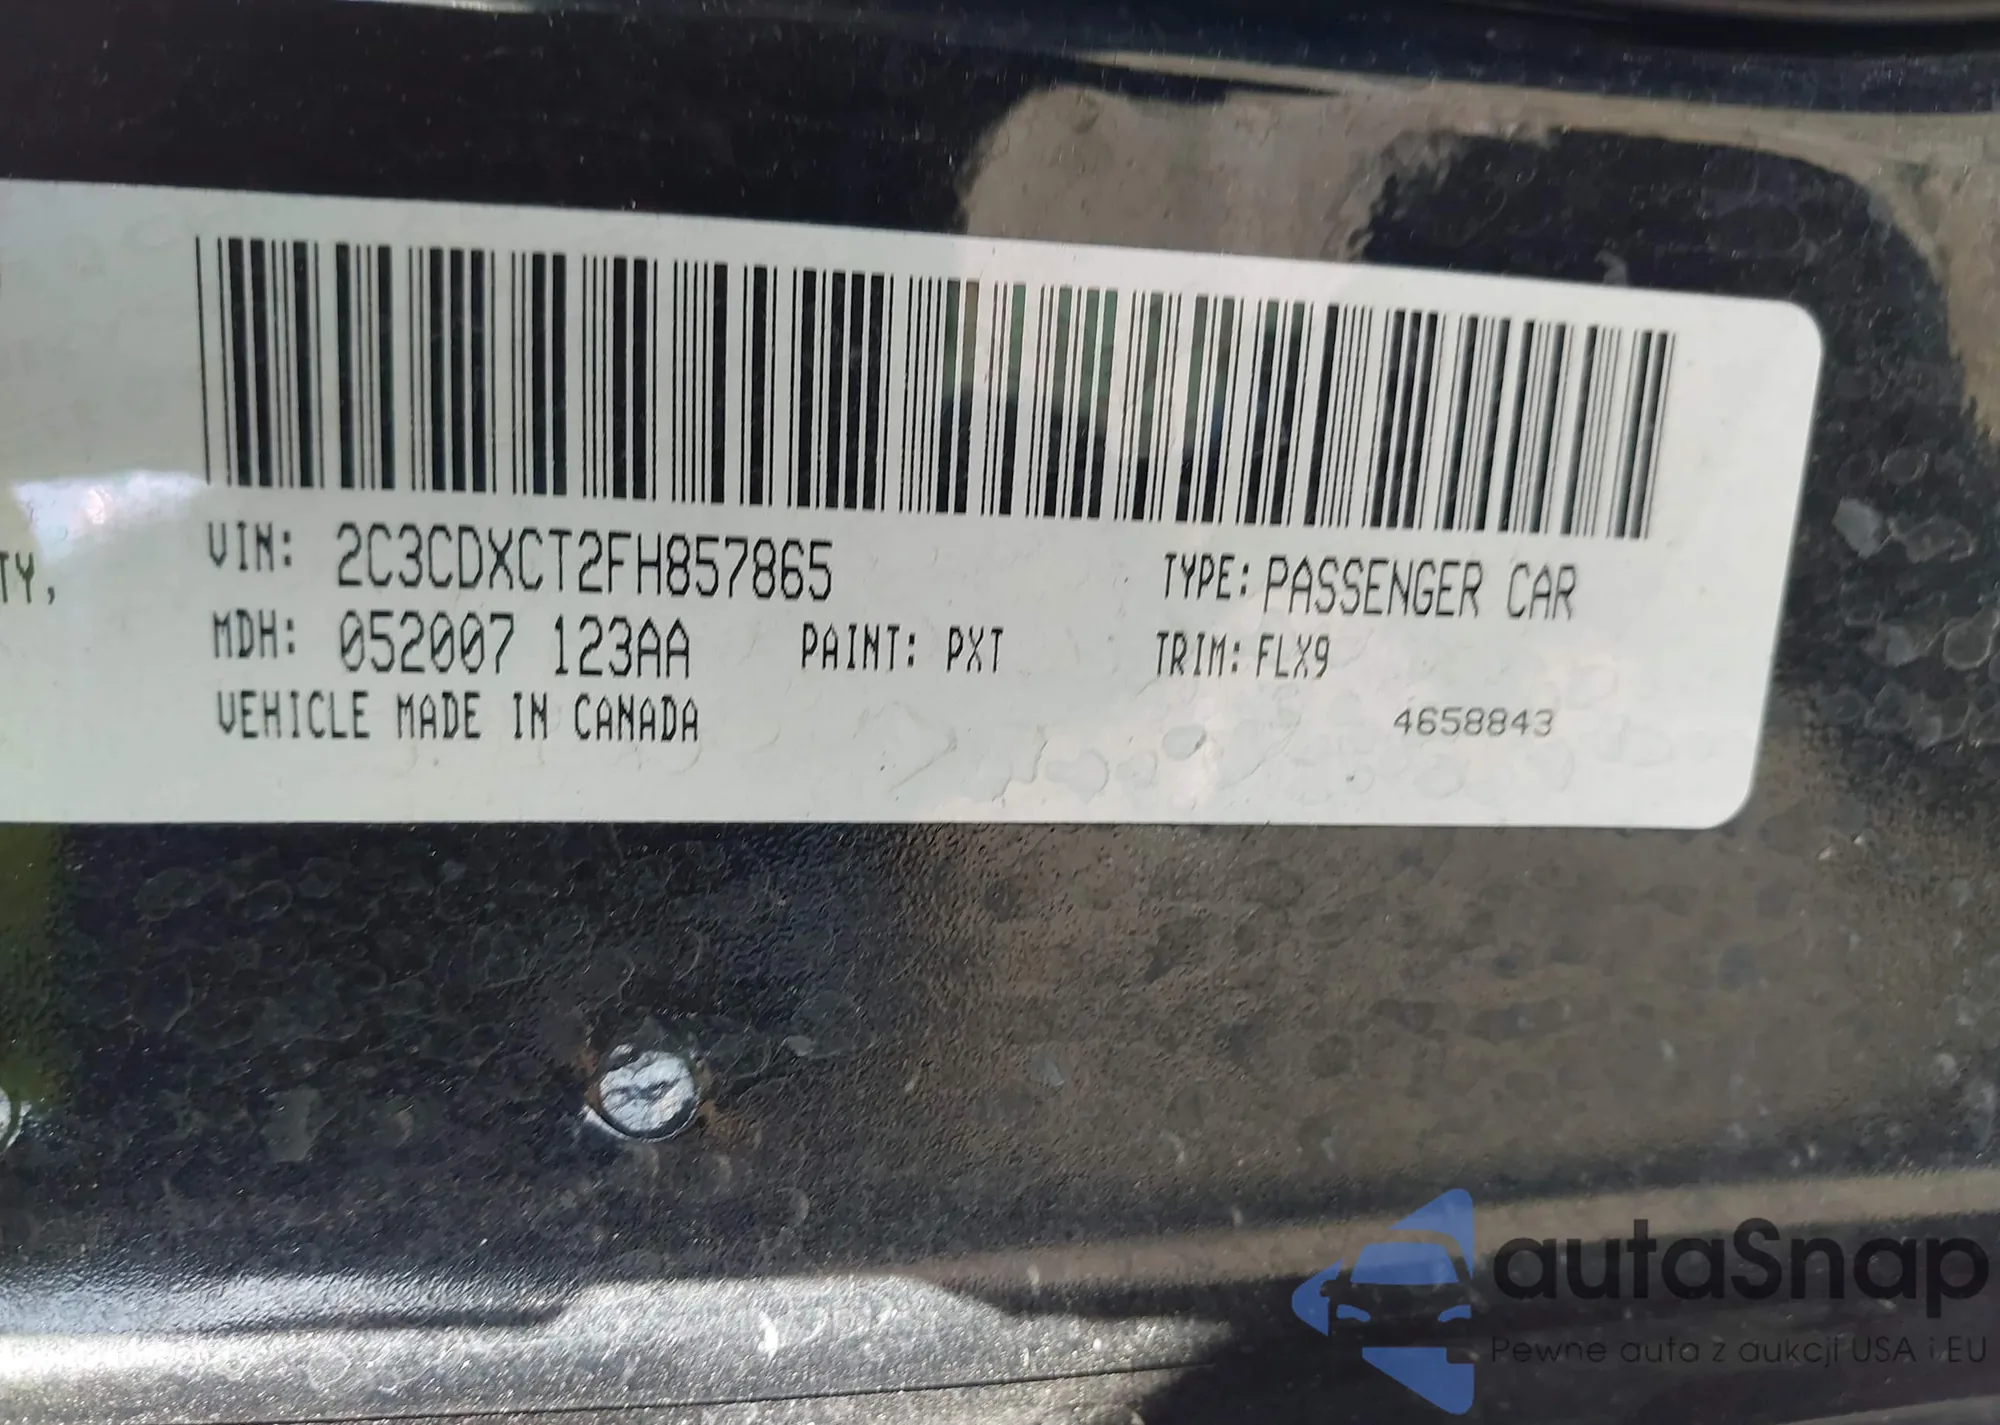 TY,
VIN: 2C3CDXCT2FH857865
TYPE: PASSENGER CAR
MDH: 052007 123AA
PAINT: PXT
TRIM: FLX9
VEHICLE MADE IN CANADA
4658843
autaSnap
Pewne auta z aukcji USA i EU